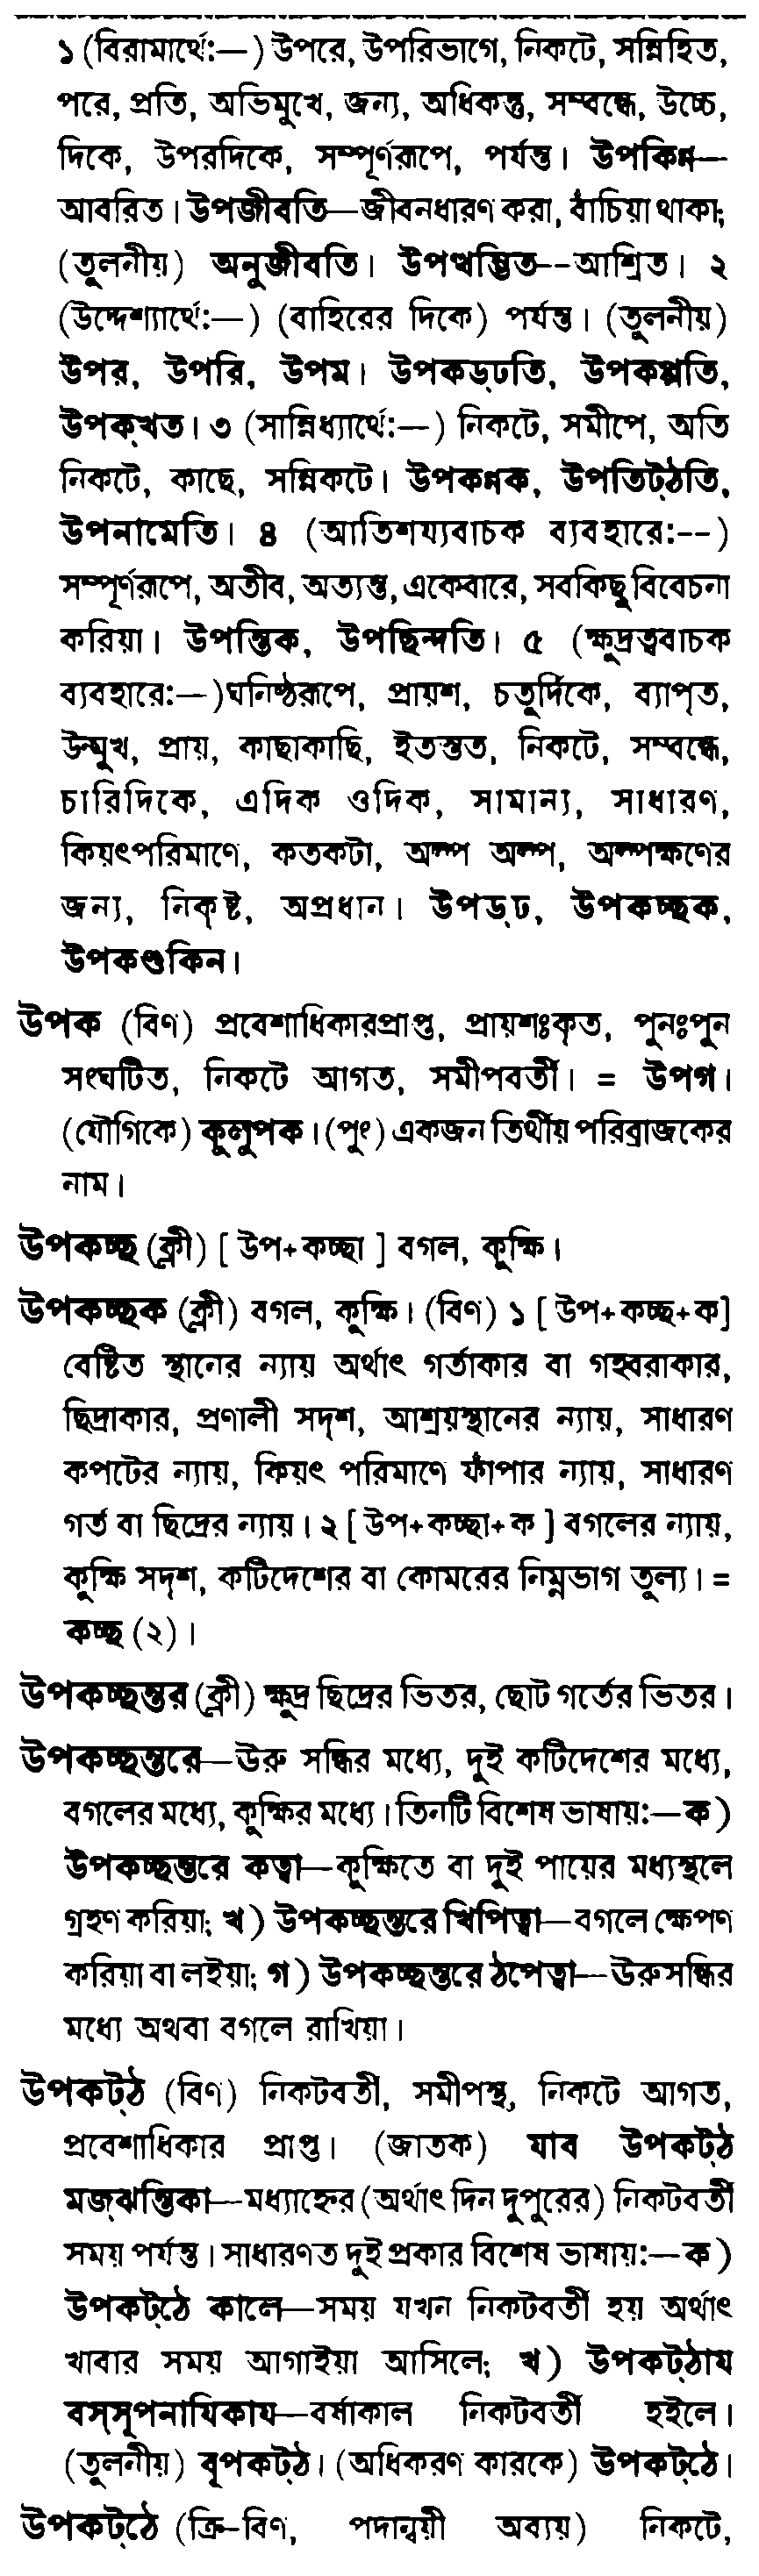 ১ (বিরামার্থে:—) উপরে, উপরিভাগে, নিকটে, সন্নিহিত,
পরে, প্রতি, অভিমুখে, জন্য, অধিকন্তু, সম্বন্ধে, উচ্চে,
দিকে, উপরদিকে, সম্পূর্ণরূপে, পর্যন্ত। উপকিন্ন—
আবরিত। উপজীবতি—জীবনধারণ করা, বাঁচিয়া থাকা;
(তুলনীয়) অনুজীবতি। উপত্থম্ভিত--আশ্রিত। ২
(উদ্দেশ্যার্থে:—) (বাহিরের দিকে) পর্যন্ত। (তুলনীয়)
উপর, উপরি, উপম। উপকড্ঢতি, উপকপ্পতি,
উপক্খত। ৩ (সান্নিধ্যার্থে:—) নিকটে, সমীপে, অতি
নিকটে, কাছে, সন্নিকটে। উপকন্নক, উপতিট্ঠতি,
উপনামেতি। ৪ (আতিশয্যবাচক ব্যবহারে:--)
সম্পূর্ণরূপে, অতীব, অত্যন্ত, একেবারে, সবকিছু বিবেচনা
করিয়া। উপন্তিক, উপছিন্দতি। ৫ (ক্ষুদ্রত্ববাচক
ব্যবহারে:—)ঘনিষ্ঠরূপে, প্রায়শ, চতুর্দিকে, ব্যাপৃত,
উন্মুখ, প্রায়, কাছাকাছি, ইতস্তত, নিকটে, সম্বন্ধে,
চারিদিকে, এদিক ওদিক, সামান্য, সাধারণ,
কিয়ৎপরিমাণে, কতকটা, অল্প অল্প, অল্পক্ষণের
জন্য, নিকৃষ্ট, অপ্রধান। উপড্ঢ, উপকচ্ছক,
উপকণ্ডকিন।
উপক (বিণ) প্রবেশাধিকারপ্রাপ্ত, প্রায়শঃকৃত, পুনঃপুন
সংঘটিত, নিকটে আগত, সমীপবর্তী। = উপগ।
(যৌগিকে) কুলুপক। (পুং) একজন তির্থীয় পরিব্রাজকের
নাম।
উপকচ্ছ (ক্লী) [ উপ+কচ্ছা ] বগল, কুক্ষি।
উপকচ্ছক (ক্লী) বগল, কুক্ষি। (বিণ) ১ [ উপ+কচ্ছ+ক]
বেষ্টিত স্থানের ন্যায় অর্থাৎ গর্তাকার বা গহ্বরাকার,
ছিদ্রাকার, প্রণালী সদৃশ, আশ্রয়স্থানের ন্যায়, সাধারণ
কপটের ন্যায়, কিয়ৎ পরিমাণে ফাঁপার ন্যায়, সাধারণ
গর্ত বা ছিদ্রের ন্যায়। ২ [ উপ+কচ্ছা+ক ] বগলের ন্যায়,
কুক্ষি সদৃশ, কটিদেশের বা কোমরের নিম্নভাগ তুল্য। =
কচ্ছ (২)।
উপকচ্ছন্তর (ক্লী) ক্ষুদ্র ছিদ্রের ভিতর, ছোট গর্তের ভিতর।
উপকচ্ছন্তরে—ঊরু সন্ধির মধ্যে, দুই কটিদেশের মধ্যে,
বগলের মধ্যে, কুক্ষির মধ্যে। তিনটি বিশেষ ভাষায়:—ক)
উপকচ্ছন্তরে কত্বা—কুক্ষিতে বা দুই পায়ের মধ্যস্থলে
গ্রহণ করিয়া; খ) উপকচ্ছন্তরে খিপিত্বা—বগলে ক্ষেপণ
করিয়া বা লইয়া; গ) উপকচ্ছন্তরে ঠপেত্বা—ঊরুসন্ধির
মধ্যে অথবা বগলে রাখিয়া।
উপকট্ঠ (বিণ) নিকটবর্তী, সমীপস্থ, নিকটে আগত,
প্রবেশাধিকার প্রাপ্ত। (জাতক) যাব উপকট্ঠ
মজ্ঝন্তিকা—মধ্যাহ্নের (অর্থাৎ দিন দুপুরের) নিকটবর্তী
সময় পর্যন্ত। সাধারণত দুই প্রকার বিশেষ ভাষায়:—ক)
উপকট্ঠে কালে—সময় যখন নিকটবর্তী হয় অর্থাৎ
খাবার সময় আগাইয়া আসিলে; খ) উপকট্ঠায
বস্সূপনাযিকায—বর্ষাকাল নিকটবর্তী হইলে।
(তুলনীয়) বূপকট্ঠ। (অধিকরণ কারকে) উপকট্ঠে।
উপকট্ঠে (ক্রি-বিণ, পদান্বয়ী অব্যয়) নিকটে,